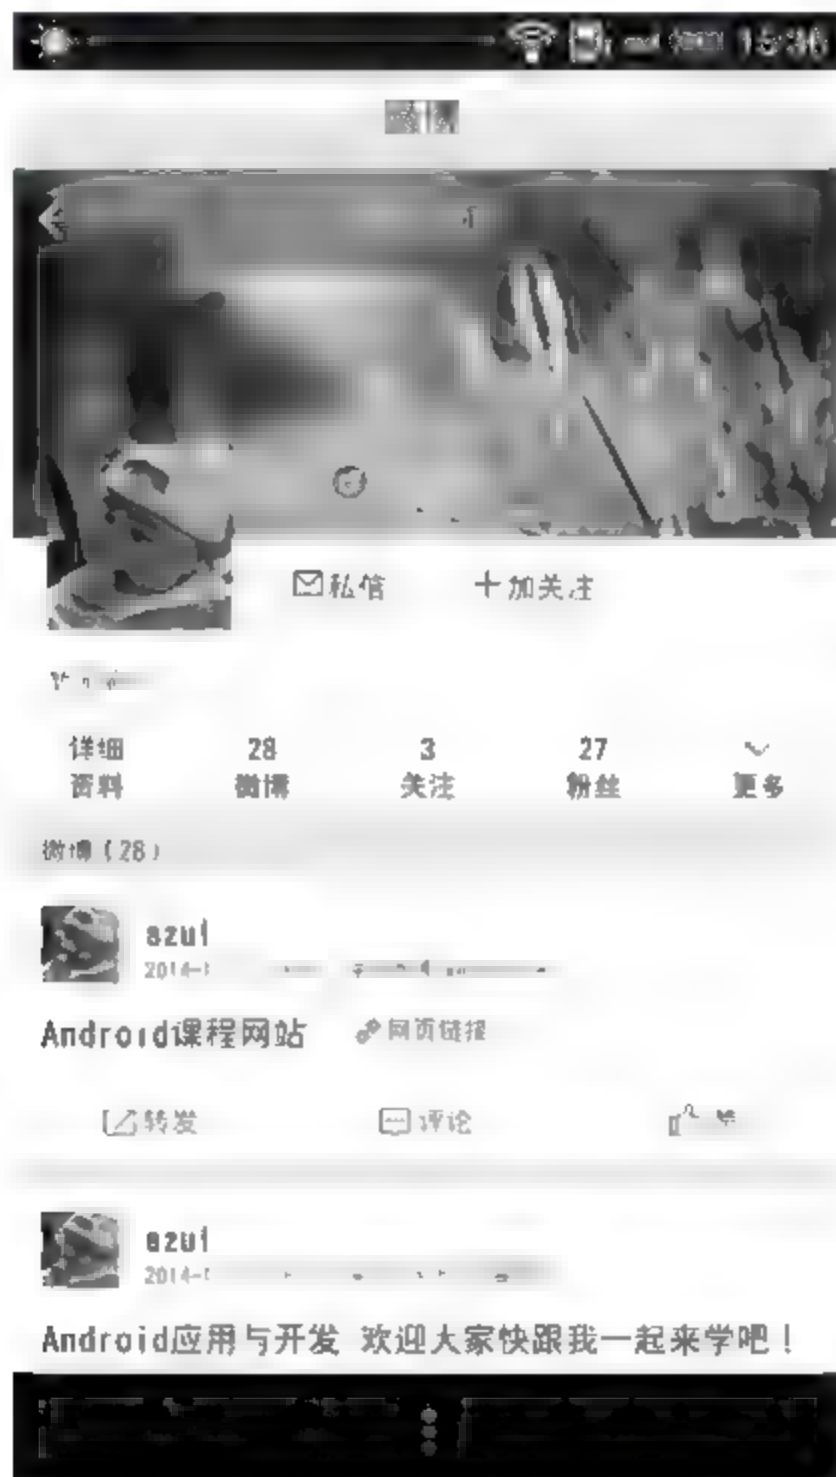 私信 加关注
详细 28 3 27
资料 微博 关注 粉丝 更多
微博(28)
azui
2014-
Android课程网站 网页链接
转发 评论
azui
2014-
Android应用与开发 欢迎大家快跟我一起来学吧!